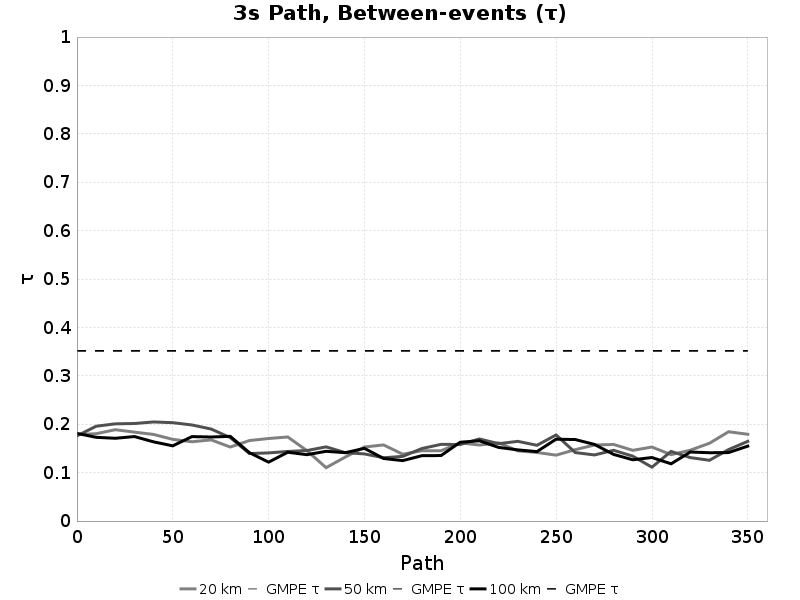 3s Path, Between-events (τ)
1
0.9
0.8
0.7
0.6
τ
0.5
0.4
0.3
0.2
0.1
0
0 50 100 150 200 250 300 350
Path
20 km GMPE τ 50 km GMPE τ 100 km GMPE τ